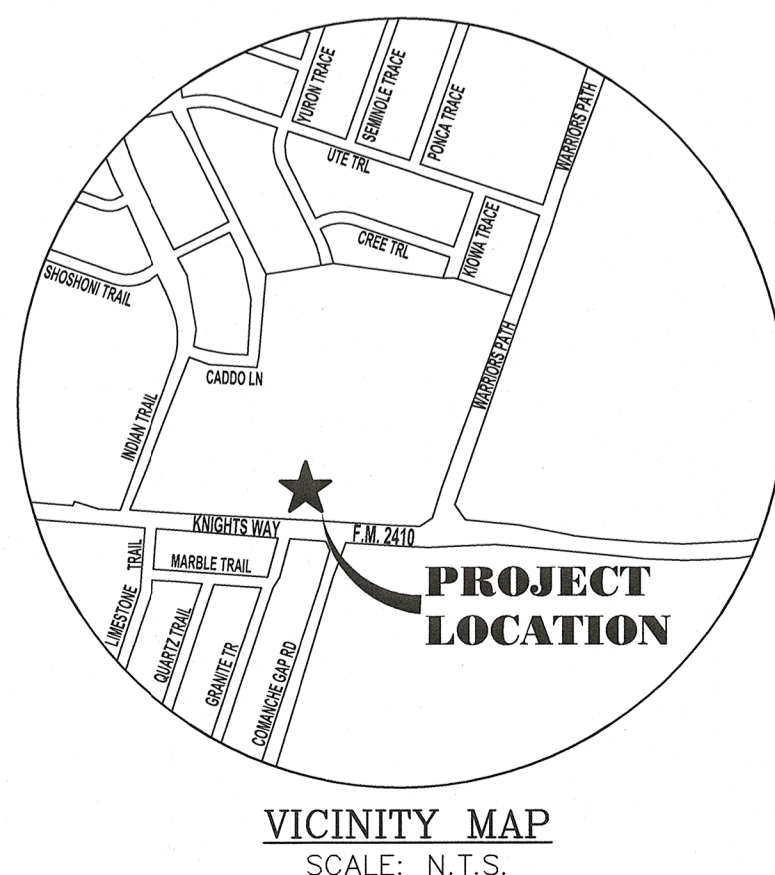 YURON TRACE
SEMINOLE TRACE
PONCA TRACE
WARRIORS PATH
UTE TRL
CREE TRL
KIOWA TRACE
SHOSHONI TRAIL
CADDO LN
WARRIORS PATH
INDIAN TRAIL
KNIGHTS WAY
F.M. 2410
LIMESTONE TRAIL
MARBLE TRAIL
QUARTZ TRAIL
GRANITE TR
COMANCHE GAP RD
PROJECT
LOCATION
VICINITY MAP
SCALE: N.T.S.